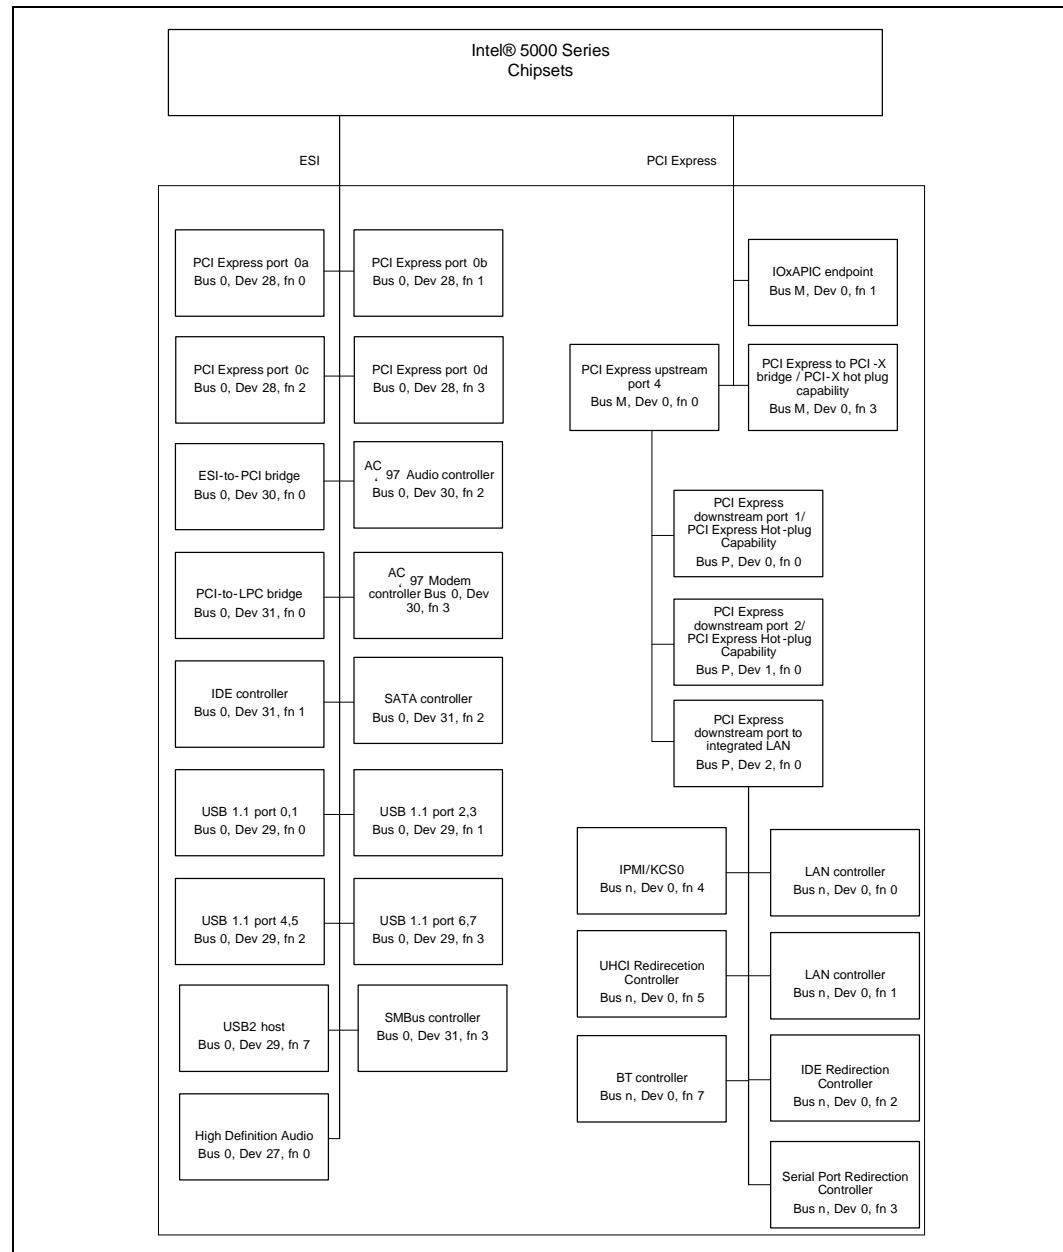 Intel® 5000 Series
Chipsets
ESI
PCI Express
PCI Express port 0a
Bus 0, Dev 28, fn 0
PCI Express port 0b
Bus 0, Dev 28, fn 1
PCI Express port 0c
Bus 0, Dev 28, fn 2
PCI Express port 0d
Bus 0, Dev 28, fn 3
ESI-to-PCI bridge
Bus 0, Dev 30, fn 0
AC
‘ 97 Audio controller
Bus 0, Dev 30, fn 2
PCI-to-LPC bridge
Bus 0, Dev 31, fn 0
AC
‘ 97 Modem
controller Bus 0, Dev
30, fn 3
IDE controller
Bus 0, Dev 31, fn 1
SATA controller
Bus 0, Dev 31, fn 2
USB 1.1 port 0,1
Bus 0, Dev 29, fn 0
USB 1.1 port 2,3
Bus 0, Dev 29, fn 1
USB 1.1 port 4,5
Bus 0, Dev 29, fn 2
USB 1.1 port 6,7
Bus 0, Dev 29, fn 3
USB2 host
Bus 0, Dev 29, fn 7
SMBus controller
Bus 0, Dev 31, fn 3
High Definition Audio
Bus 0, Dev 27, fn 0
IOxAPIC endpoint
Bus M, Dev 0, fn 1
PCI Express upstream
port 4
Bus M, Dev 0, fn 0
PCI Express to PCI-X
bridge / PCI-X hot plug
capability
Bus M, Dev 0, fn 3
PCI Express
downstream port 1/
PCI Express Hot-plug
Capability
Bus P, Dev 0, fn 0
PCI Express
downstream port 2/
PCI Express Hot-plug
Capability
Bus P, Dev 1, fn 0
PCI Express
downstream port to
integrated LAN
Bus P, Dev 2, fn 0
IPMI/KCS0
Bus n, Dev 0, fn 4
LAN controller
Bus n, Dev 0, fn 0
UHCI Redirecetion
Controller
Bus n, Dev 0, fn 5
LAN controller
Bus n, Dev 0, fn 1
BT controller
Bus n, Dev 0, fn 7
IDE Redirection
Controller
Bus n, Dev 0, fn 2
Serial Port Redirection
Controller
Bus n, Dev 0, fn 3